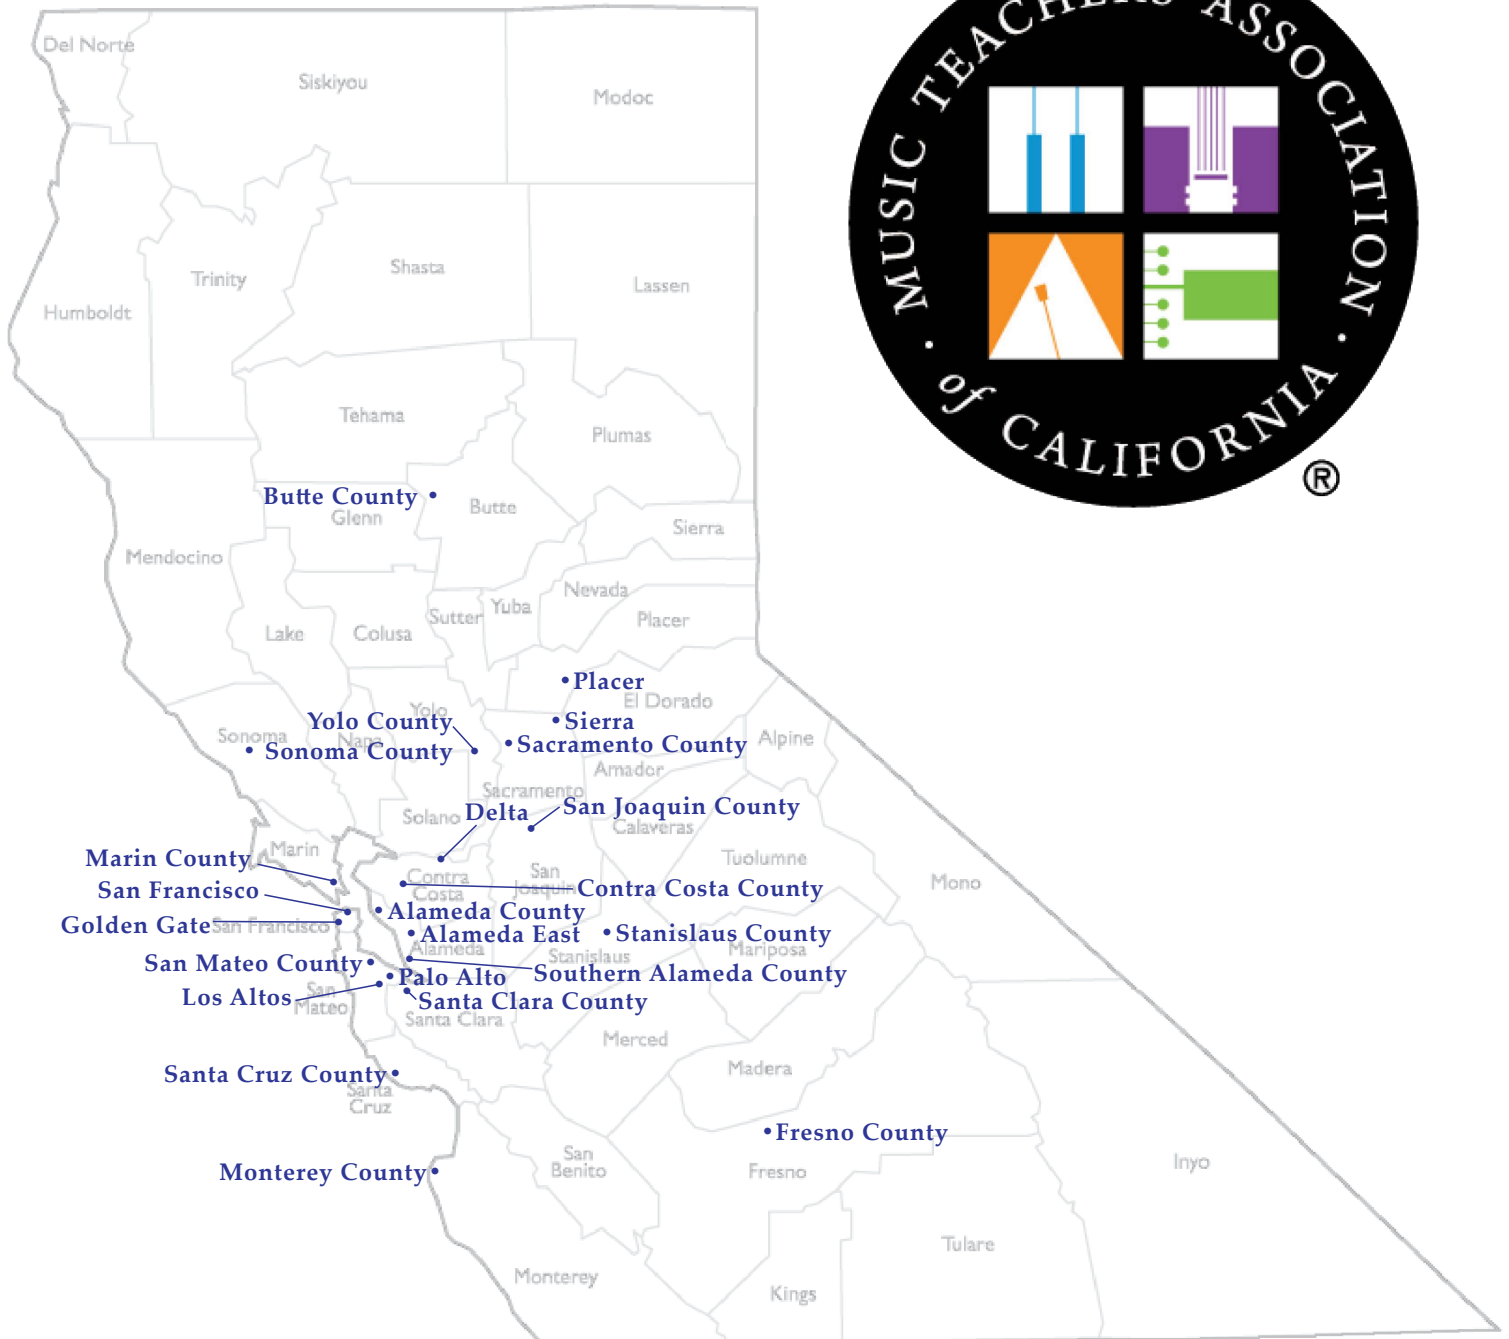 MUSIC TEACHERS' ASSOCIATION
of CALIFORNIA
®
Del Norte
Siskiyou
Modoc
Trinity
Shasta
Lassen
Humboldt
Tehama
Plumas
Butte County
Glenn
Butte
Sierra
Mendocino
Nevada
Yuba
Sutter
Placer
Lake
Colusa
Placer
El Dorado
Yolo
Yolo County
Sierra
Sonoma
Napa
Sonoma County
Sacramento County
Alpine
Amador
Sacramento
Delta
San Joaquin County
Solano
Calaveras
Marin
Marin County
Tuolumne
San
Joaquin
Contra
Costa
Mono
San Francisco
Contra Costa County
Alameda County
Golden Gate
San Francisco
Alameda East
Stanislaus County
Alameda
Stanislaus
Mariposa
San Mateo County
Palo Alto
Southern Alameda County
Los Altos
San
Mateo
Santa Clara County
Santa Clara
Merced
Madera
Santa Cruz County
Santa
Cruz
Fresno County
San
Benito
Monterey County
Fresno
Inyo
Tulare
Monterey
Kings